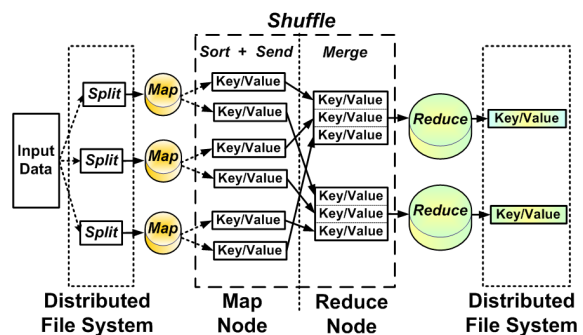 Shuffle
Sort + Send
Merge
Input
Data
Split
Split
Split
Map
Map
Map
Key/Value
Key/Value
Key/Value
Key/Value
Key/Value
Key/Value
Key/Value
Key/Value
Key/Value
Key/Value
Key/Value
Key/Value
Reduce
Reduce
Key/Value
Key/Value
Distributed
File System
Map
Node
Reduce
Node
Distributed
File System